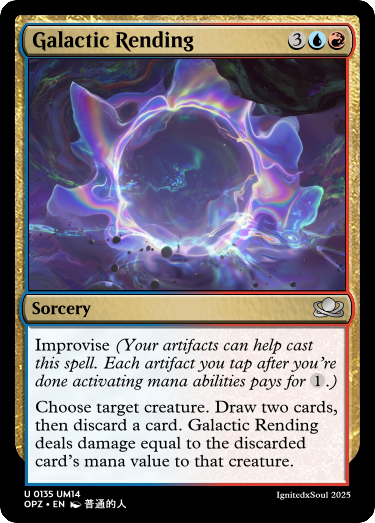 Galactic Rending 3
Sorcery
Improvise (Your artifacts can help cast
this spell. Each artifact you tap after you're
done activating mana abilities pays for 1.)
Choose target creature. Draw two cards,
then discard a card. Galactic Rending
deals damage equal to the discarded
card's mana value to that creature.
U 0135 UM14
OPZ • EN 普通的人
IgnitedxSoul 2025